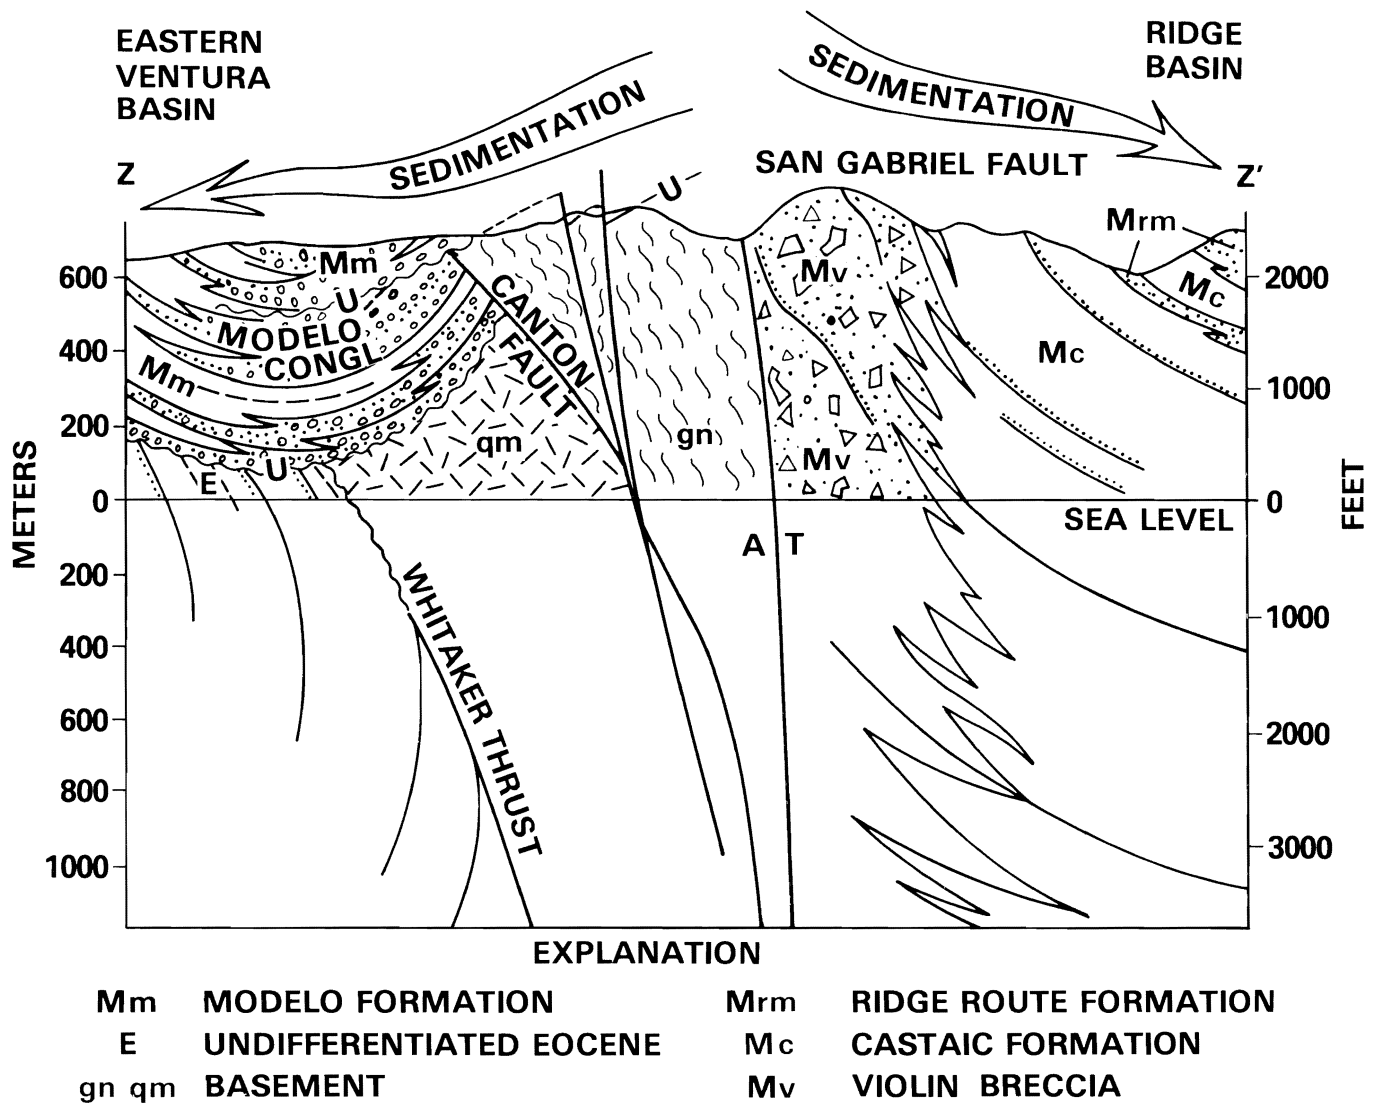 EASTERN
VENTURA
BASIN
RIDGE
BASIN
SEDIMENTATION
SEDIMENTATION
SAN GABRIEL FAULT
Z
Z'
U
Mrm
Mm
U
MODELO
CONGL
Mm
CANTON
FAULT
Mv
Mc
Mc
qm
gn
Mv
E
U
600
400
200
0
200
400
600
800
1000
METERS
2000
1000
0
1000
2000
3000
FEET
SEA LEVEL
A T
WHITAKER THRUST
EXPLANATION
Mm MODELO FORMATION
Mrm RIDGE ROUTE FORMATION
E UNDIFFERENTIATED EOCENE
Mc CASTAIC FORMATION
gn qm BASEMENT
Mv VIOLIN BRECCIA